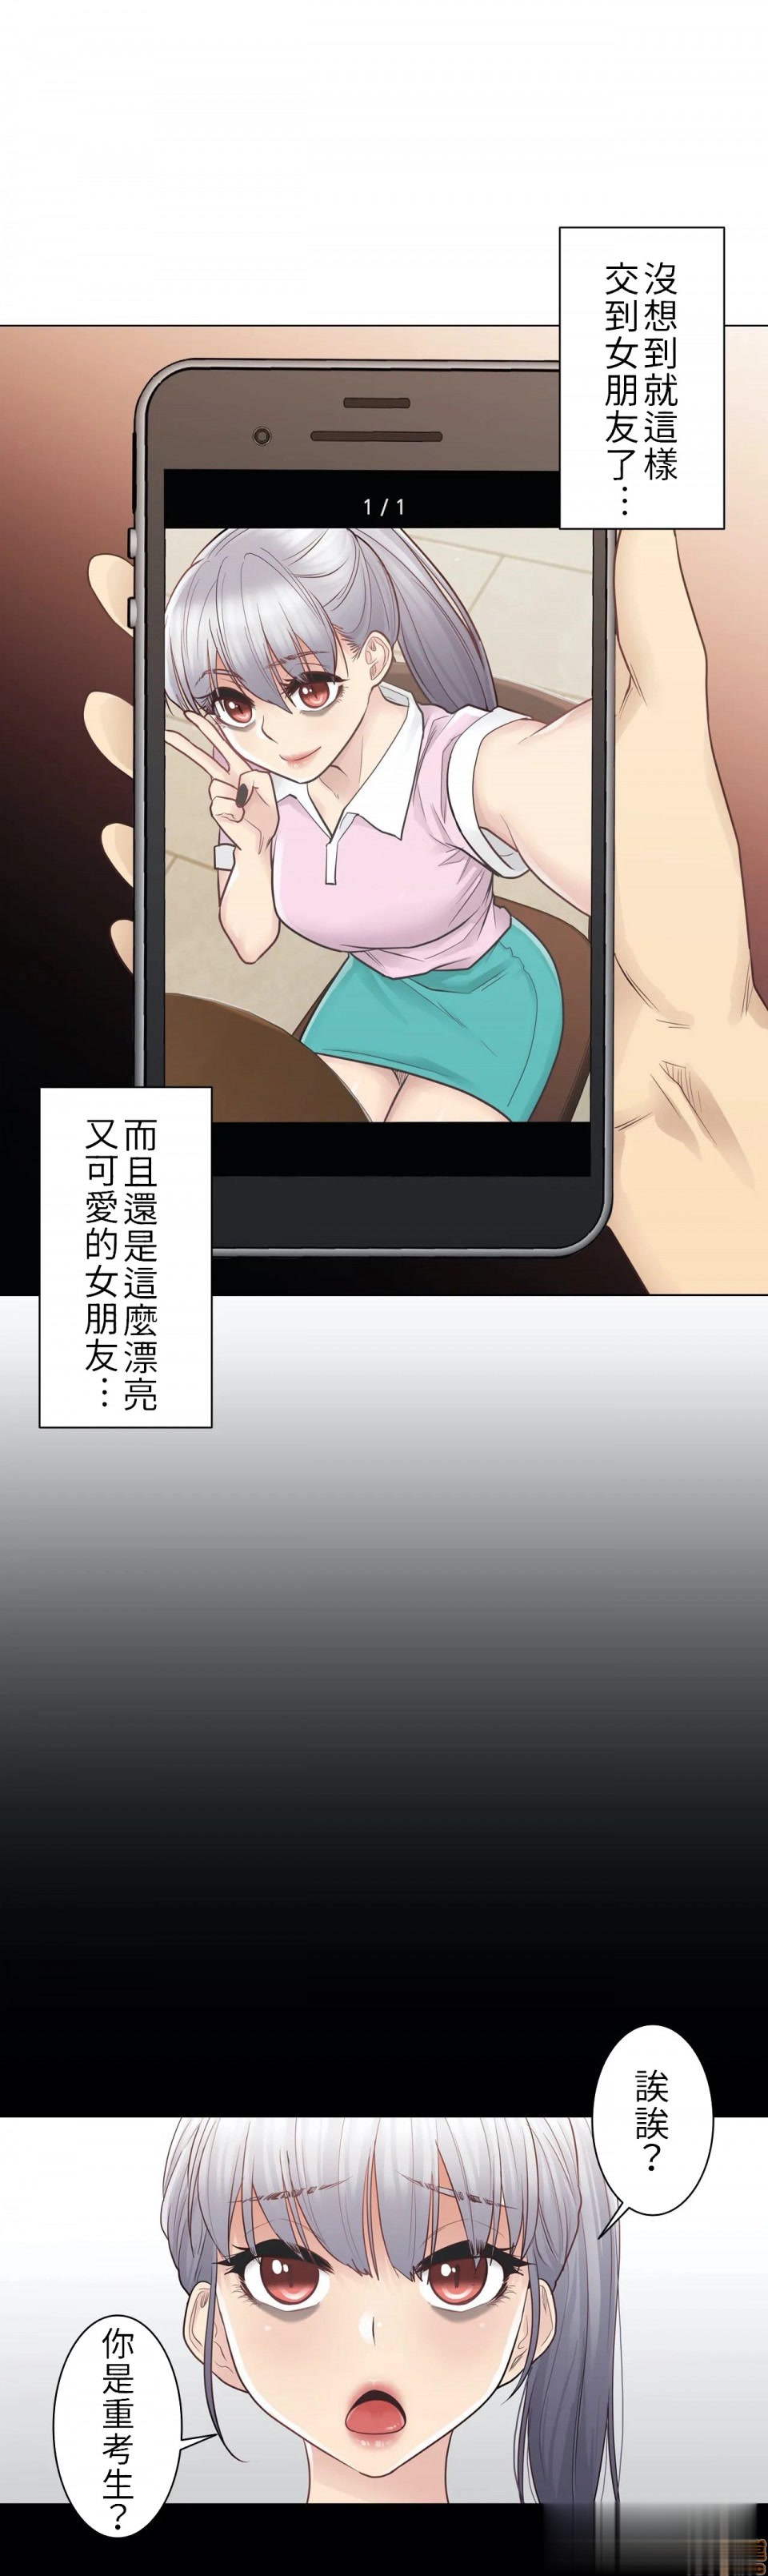 沒想到就這樣
交到女朋友了…
1 / 1
而且還是這麼漂亮
又可愛的女朋友…
誒誒？
你是重考生？